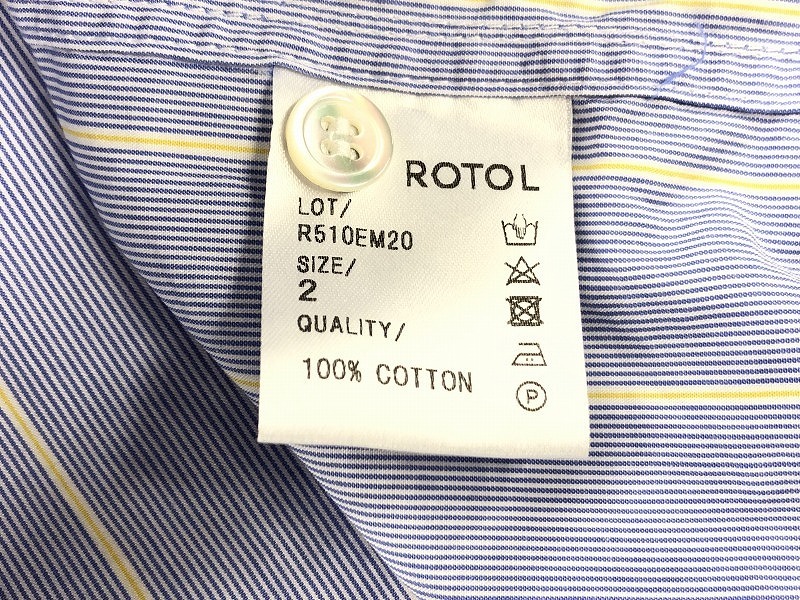 ROTOL
LOT/
R510EM20
SIZE/
2
QUALITY/
100% COTTON
P